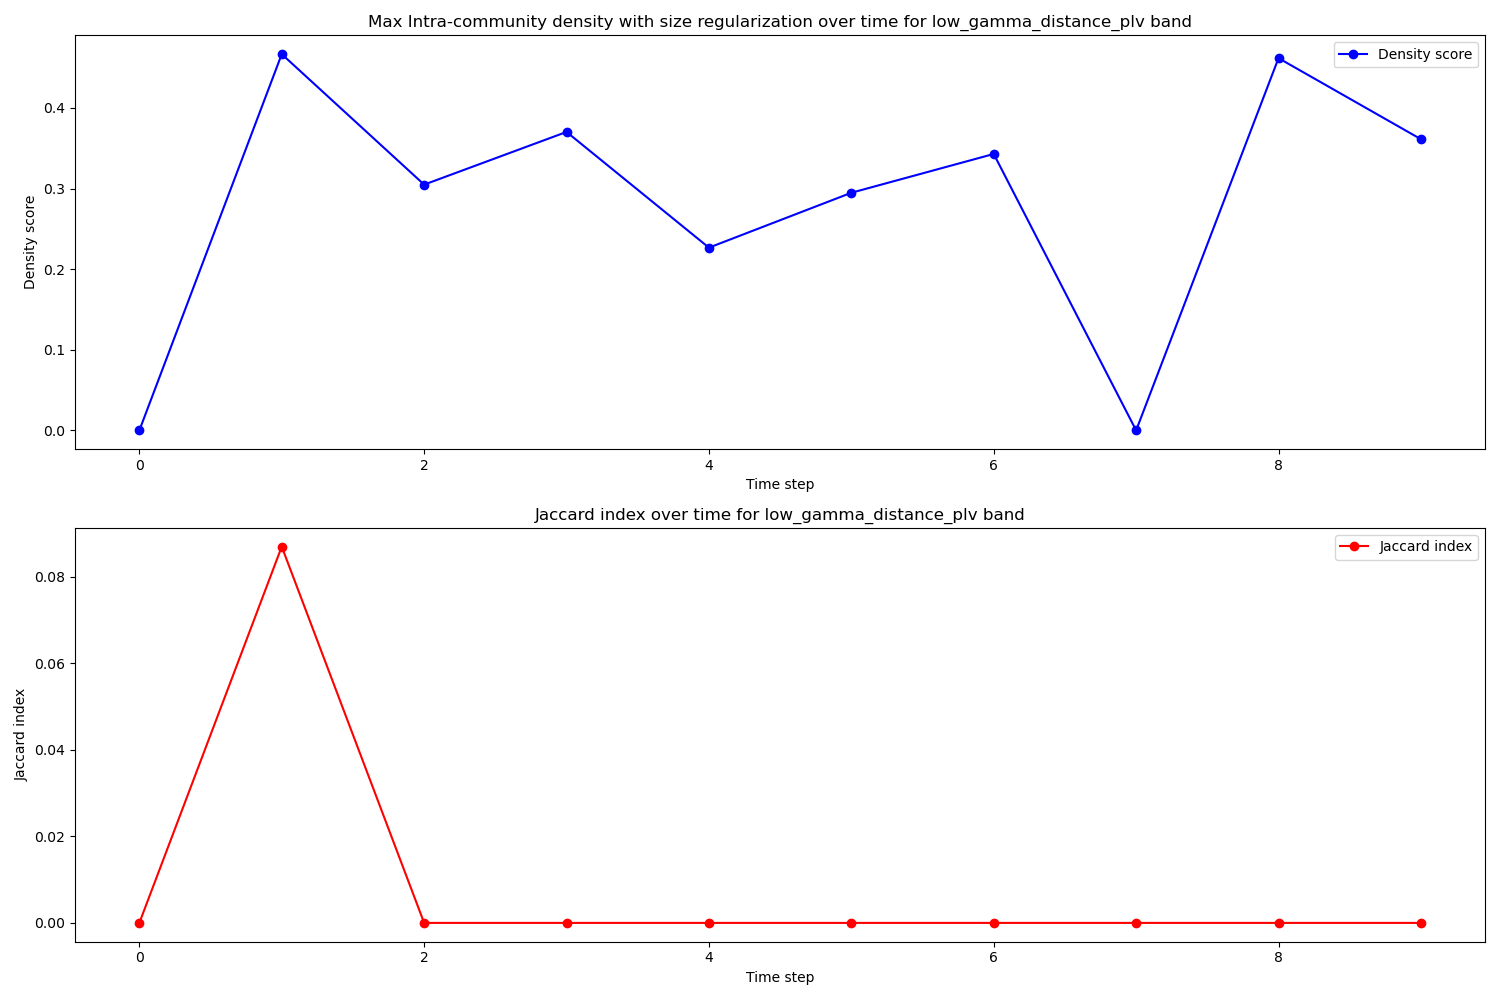 Max Intra-community density with size regularization over time for low_gamma_distance_plv band
Density score
0.4
0.3
0.2
0.1
0.0
Density score
0
2
4
6
8
Time step
Jaccard index over time for low_gamma_distance_plv band
Jaccard index
0.08
0.06
0.04
0.02
0.00
Jaccard index
0
2
4
6
8
Time step